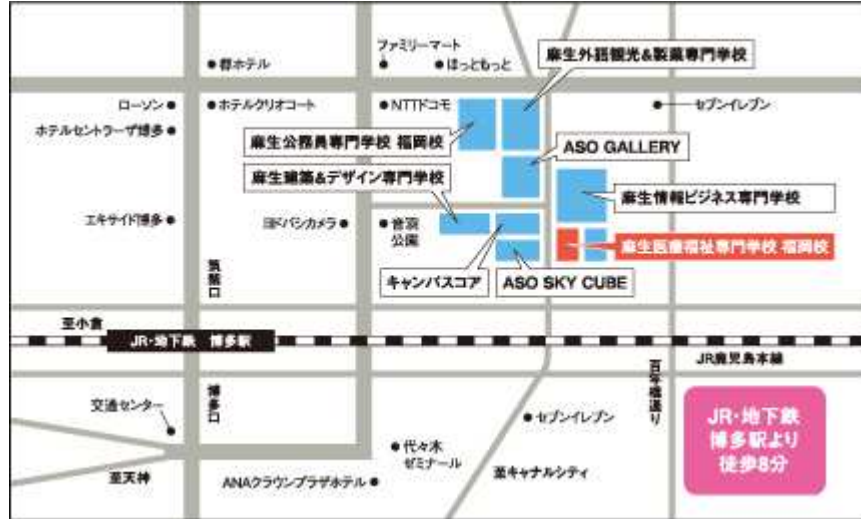 ファミリーマート
麻生外語観光&製菓専門学校
都ホテル
ほっともっと
ローソン
ホテルクリオコート
NTTドコモ
セブンイレブン
ホテルセントラーザ博多
麻生公務員専門学校 福岡校
ASO GALLERY
麻生建築&デザイン専門学校
麻生情報ビジネス専門学校
エキサイド博多
ヨドバシカメラ
音羽
公園
麻生医療福祉専門学校 福岡校
筑紫口
キャンパスコア
ASO SKY CUBE
至小倉
JR・地下鉄 博多駅
JR鹿児島本線
博多口
百年橋通り
交通センター
セブンイレブン
JR・地下鉄
博多駅より
徒歩8分
代々木
ゼミナール
至天神
ANAクラウンプラザホテル
至キャナルシティ